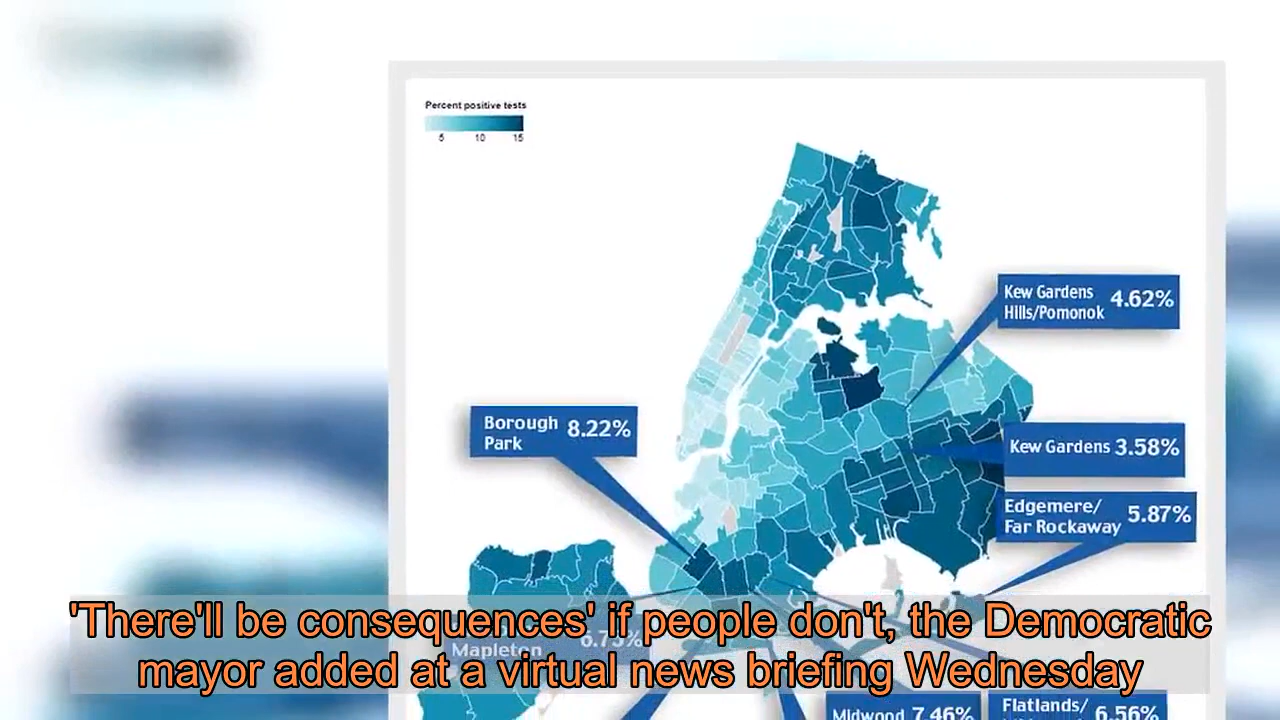 Percent positive tests
5 10 15
Kew Gardens
Hills/Pomonok 4.62%
Borough
Park 8.22%
Kew Gardens 3.58%
Edgemere/
Far Rockaway 5.87%
'There'll be consequences' if people don't, the Democratic
Mapleton 6.75%
mayor added at a virtual news briefing Wednesday
Midwood 7.46%
Flatlands/
6.56%